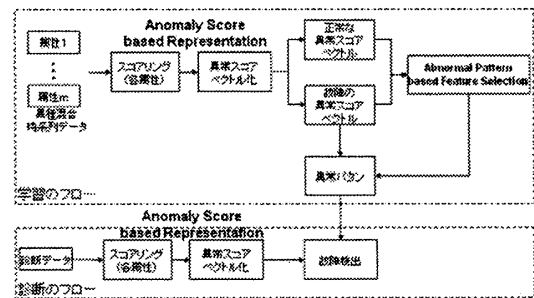 Anomaly Score
based Representation
属性1
属性m
異種混合
時系列データ
スコアリング
(各属性)
異常スコア
ベクトル化
正常な
異常スコア
ベクトル
故障の
異常スコア
ベクトル
Abnormal Pattern
based Feature Selection
異常パタン
学習のフロー
Anomaly Score
based Representation
診断データ
スコアリング
(各属性)
異常スコア
ベクトル化
故障検出
診断のフロー